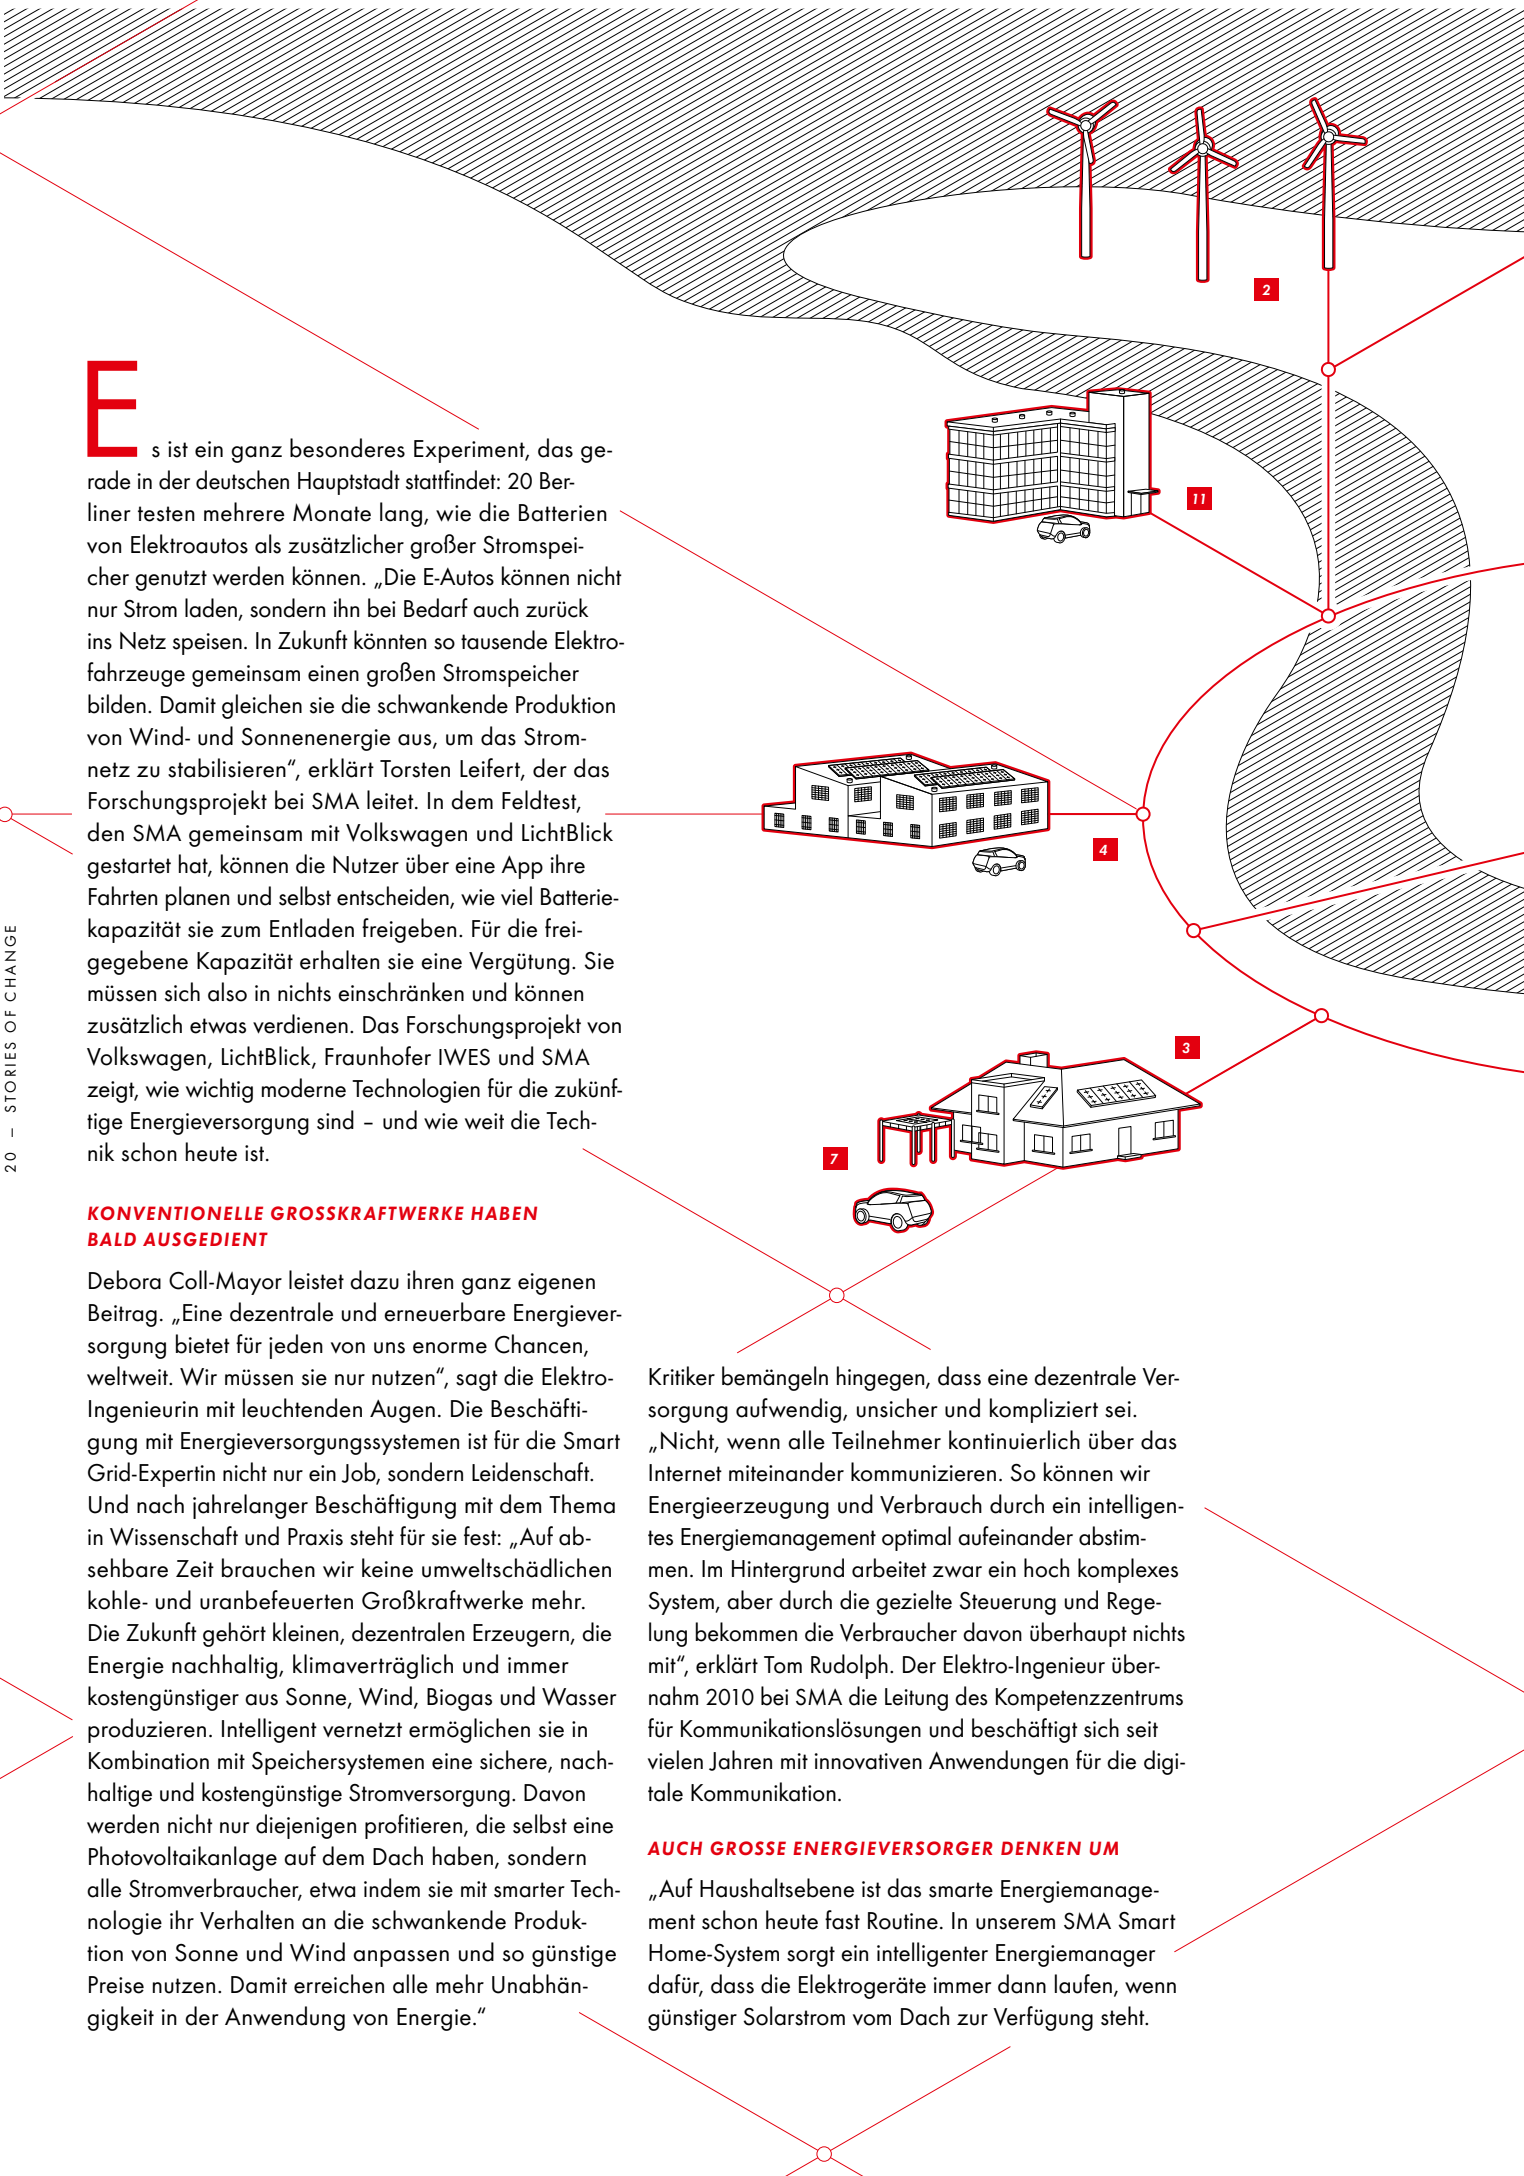 Es ist ein ganz besonderes Experiment, das ge-
rade in der deutschen Hauptstadt stattfindet: 20 Ber-
liner testen mehrere Monate lang, wie die Batterien
von Elektroautos als zusätzlicher großer Stromspei-
cher genutzt werden können. „Die E-Autos können nicht
nur Strom laden, sondern ihn bei Bedarf auch zurück
ins Netz speisen. In Zukunft könnten so tausende Elektro-
fahrzeuge gemeinsam einen großen Stromspeicher
bilden. Damit gleichen sie die schwankende Produktion
von Wind- und Sonnenenergie aus, um das Strom-
netz zu stabilisieren“, erklärt Torsten Leifert, der das
Forschungsprojekt bei SMA leitet. In dem Feldtest,
den SMA gemeinsam mit Volkswagen und LichtBlick
gestartet hat, können die Nutzer über eine App ihre
Fahrten planen und selbst entscheiden, wie viel Batterie-
kapazität sie zum Entladen freigeben. Für die frei-
gegebene Kapazität erhalten sie eine Vergütung. Sie
müssen sich also in nichts einschränken und können
zusätzlich etwas verdienen. Das Forschungsprojekt von
Volkswagen, LichtBlick, Fraunhofer IWES und SMA
zeigt, wie wichtig moderne Technologien für die zukünf-
tige Energieversorgung sind – und wie weit die Tech-
nik schon heute ist.
KONVENTIONELLE GROSSKRAFTWERKE HABEN
BALD AUSGEDIENT
Debora Coll-Mayor leistet dazu ihren ganz eigenen
Beitrag. „Eine dezentrale und erneuerbare Energiever-
sorgung bietet für jeden von uns enorme Chancen,
weltweit. Wir müssen sie nur nutzen“, sagt die Elektro-
Ingenieurin mit leuchtenden Augen. Die Beschäfti-
gung mit Energieversorgungssystemen ist für die Smart
Grid-Expertin nicht nur ein Job, sondern Leidenschaft.
Und nach jahrelanger Beschäftigung mit dem Thema
in Wissenschaft und Praxis steht für sie fest: „Auf ab-
sehbare Zeit brauchen wir keine umweltschädlichen
kohle- und uranbefeuerten Großkraftwerke mehr.
Die Zukunft gehört kleinen, dezentralen Erzeugern, die
Energie nachhaltig, klimaverträglich und immer
kostengünstiger aus Sonne, Wind, Biogas und Wasser
produzieren. Intelligent vernetzt ermöglichen sie in
Kombination mit Speichersystemen eine sichere, nach-
haltige und kostengünstige Stromversorgung. Davon
werden nicht nur diejenigen profitieren, die selbst eine
Photovoltaikanlage auf dem Dach haben, sondern
alle Stromverbraucher, etwa indem sie mit smarter Tech-
nologie ihr Verhalten an die schwankende Produk-
tion von Sonne und Wind anpassen und so günstige
Preise nutzen. Damit erreichen alle mehr Unabhän-
gigkeit in der Anwendung von Energie.“
Kritiker bemängeln hingegen, dass eine dezentrale Ver-
sorgung aufwendig, unsicher und kompliziert sei.
„Nicht, wenn alle Teilnehmer kontinuierlich über das
Internet miteinander kommunizieren. So können wir
Energieerzeugung und Verbrauch durch ein intelligen-
tes Energiemanagement optimal aufeinander abstim-
men. Im Hintergrund arbeitet zwar ein hoch komplexes
System, aber durch die gezielte Steuerung und Rege-
lung bekommen die Verbraucher davon überhaupt nichts
mit“, erklärt Tom Rudolph. Der Elektro-Ingenieur über-
nahm 2010 bei SMA die Leitung des Kompetenzzentrums
für Kommunikationslösungen und beschäftigt sich seit
vielen Jahren mit innovativen Anwendungen für die digi-
tale Kommunikation.
AUCH GROSSE ENERGIEVERSORGER DENKEN UM
„Auf Haushaltsebene ist das smarte Energiemanage-
ment schon heute fast Routine. In unserem SMA Smart
Home-System sorgt ein intelligenter Energiemanager
dafür, dass die Elektrogeräte immer dann laufen, wenn
günstiger Solarstrom vom Dach zur Verfügung steht.
2
11
4
3
7
20 – STORIES OF CHANGE